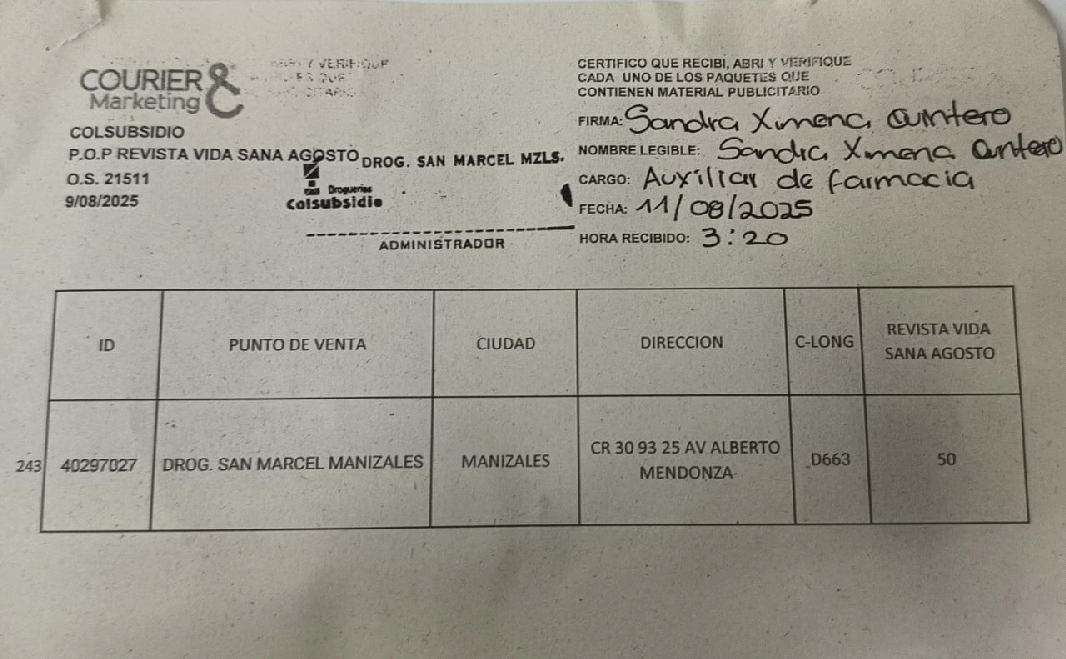 COURIER &
Marketing
COLSUBSIDIO
P.O.P REVISTA VIDA SANA AGOSTO
O.S. 21511
9/08/2025
DROG. SAN MARCEL MZLS.
Droguerías
Colsubsidio
ADMINISTRADOR
Y VERIFIQUE
CERTIFICO QUE RECIBI, ABRI Y VERIFIQUE
CADA UNO DE LOS PAQUETES QUE
CONTIENEN MATERIAL PUBLICITARIO
FIRMA: Sandra Ximena Quintero
NOMBRE LEGIBLE: Sandra Ximena Quintero
CARGO: Auxiliar de farmacia
FECHA: 11/08/2025
HORA RECIBIDO: 3:20
ID PUNTO DE VENTA CIUDAD DIRECCION C-LONG REVISTA VIDA SANA AGOSTO
243 40297027 DROG. SAN MARCEL MANIZALES MANIZALES CR 30 93 25 AV ALBERTO MENDONZA D663 50